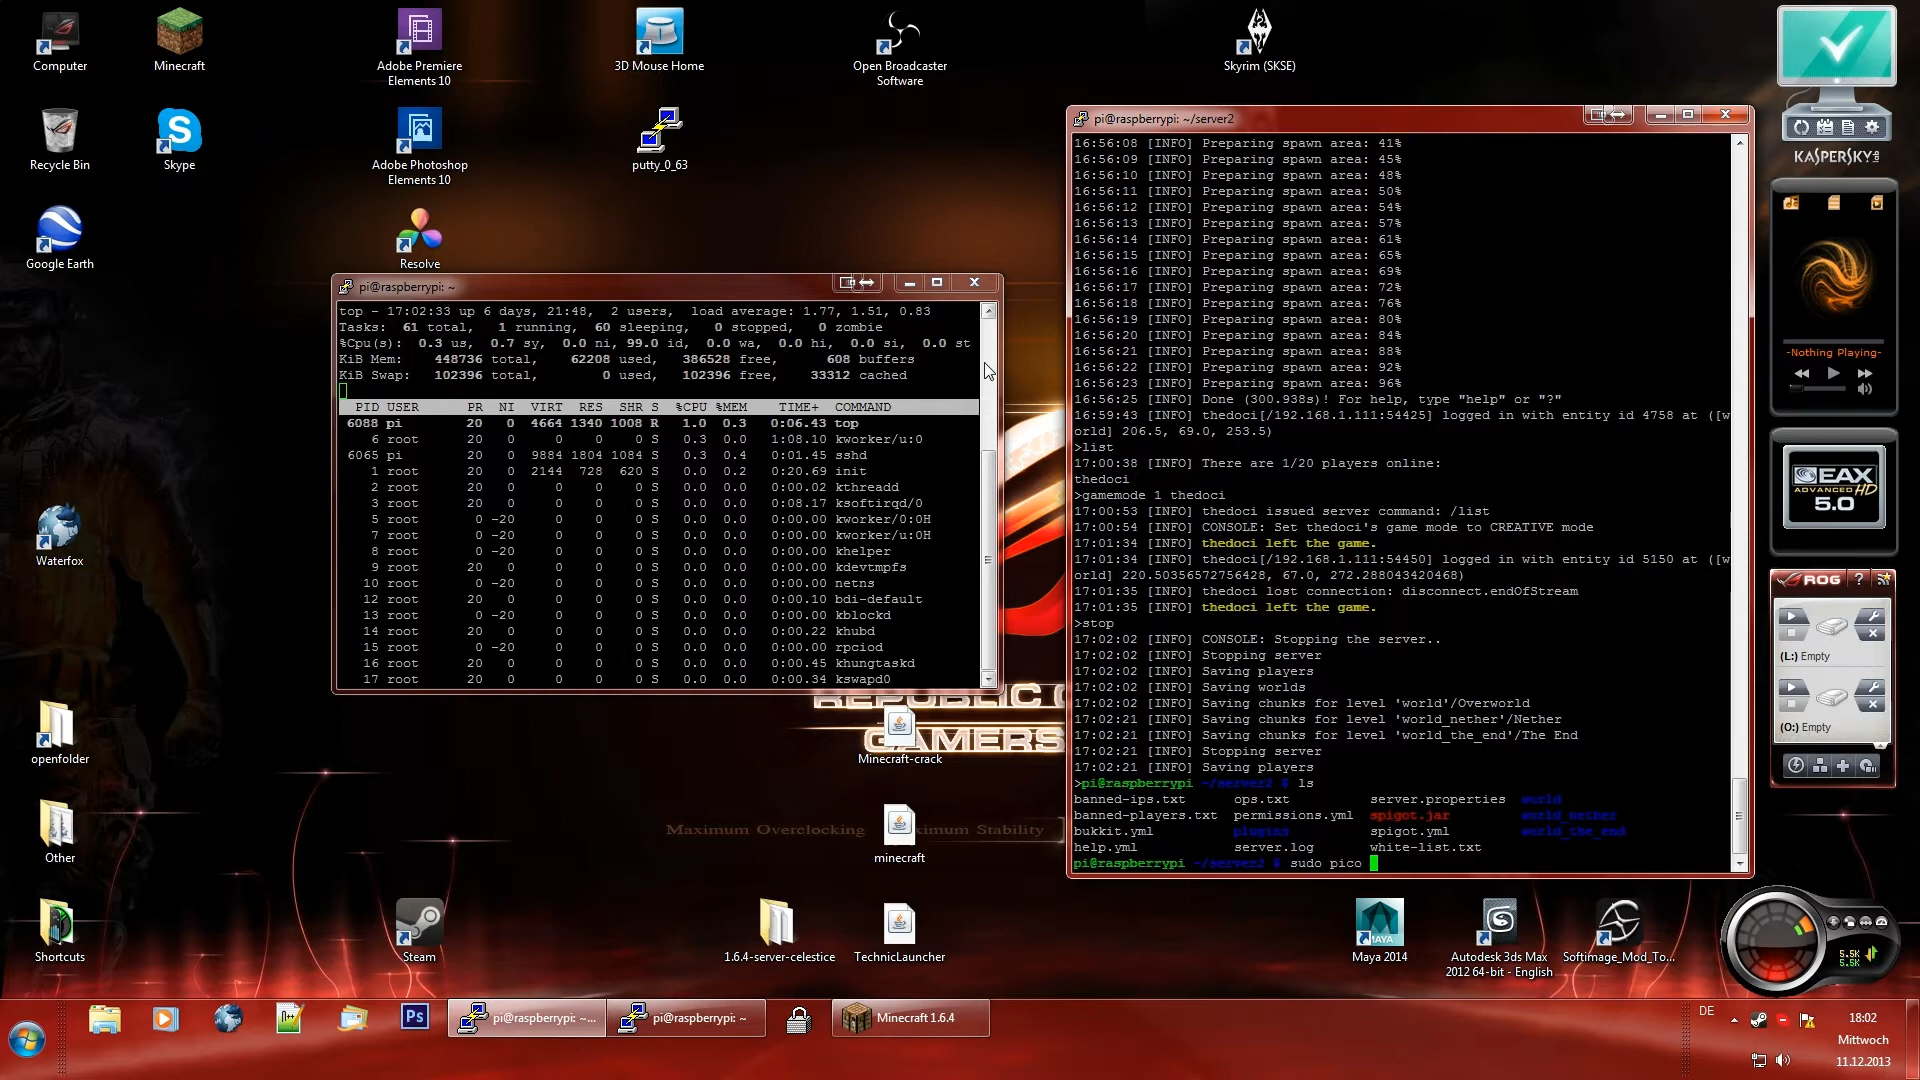 Computer
Minecraft
Adobe Premiere
Elements 10
3D Mouse Home
Open Broadcaster
Software
Skyrim (SKSE)
Recycle Bin
Skype
Adobe Photoshop
Elements 10
putty_0_63
Google Earth
Resolve
Waterfox
openfolder
Other
Shortcuts
Steam
Minecraft-crack
minecraft
1.6.4-server-celestice
TechnicLauncher
Maya 2014
Autodesk 3ds Max
2012 64-bit - English
Softimage_Mod_To...
Maximum Overclocking
pi@raspberrypi: ~
top - 17:02:33 up 6 days, 21:48,  2 users,  load average: 1.77, 1.51, 0.83
Tasks:  61 total,   1 running,  60 sleeping,   0 stopped,   0 zombie
%Cpu(s):  0.3 us,  0.7 sy,  0.0 ni, 99.0 id,  0.0 wa,  0.0 hi,  0.0 si,  0.0 st
KiB Mem:    448736 total,    62208 used,   386528 free,      608 buffers
KiB Swap:   102396 total,        0 used,   102396 free,    33312 cached
PID USER PR NI VIRT RES SHR S %CPU %MEM TIME+ COMMAND
6088 pi 20 0 4664 1340 1008 R 1.0 0.3 0:06.43 top
6 root 20 0 0 0 0 S 0.3 0.0 1:08.10 kworker/u:0
6065 pi 20 0 9884 1804 1084 S 0.3 0.4 0:01.45 sshd
1 root 20 0 2144 728 620 S 0.0 0.2 0:20.69 init
2 root 20 0 0 0 0 S 0.0 0.0 0:00.02 kthreadd
3 root 20 0 0 0 0 S 0.0 0.0 0:08.17 ksoftirqd/0
5 root 0 -20 0 0 0 S 0.0 0.0 0:00.00 kworker/0:0H
7 root 0 -20 0 0 0 S 0.0 0.0 0:00.00 kworker/u:0H
8 root 0 -20 0 0 0 S 0.0 0.0 0:00.00 khelper
9 root 20 0 0 0 0 S 0.0 0.0 0:00.00 kdevtmpfs
10 root 0 -20 0 0 0 S 0.0 0.0 0:00.00 netns
12 root 20 0 0 0 0 S 0.0 0.0 0:00.10 bdi-default
13 root 0 -20 0 0 0 S 0.0 0.0 0:00.00 kblockd
14 root 20 0 0 0 0 S 0.0 0.0 0:00.22 khubd
15 root 0 -20 0 0 0 S 0.0 0.0 0:00.00 rpciod
16 root 20 0 0 0 0 S 0.0 0.0 0:00.45 khungtaskd
17 root 20 0 0 0 0 S 0.0 0.0 0:00.34 kswapd0
GAMERS
pi@raspberrypi: ~/server2
16:56:08 [INFO] Preparing spawn area: 41%
16:56:09 [INFO] Preparing spawn area: 45%
16:56:10 [INFO] Preparing spawn area: 48%
16:56:11 [INFO] Preparing spawn area: 50%
16:56:12 [INFO] Preparing spawn area: 54%
16:56:13 [INFO] Preparing spawn area: 57%
16:56:14 [INFO] Preparing spawn area: 61%
16:56:15 [INFO] Preparing spawn area: 65%
16:56:16 [INFO] Preparing spawn area: 69%
16:56:17 [INFO] Preparing spawn area: 72%
16:56:18 [INFO] Preparing spawn area: 76%
16:56:19 [INFO] Preparing spawn area: 80%
16:56:20 [INFO] Preparing spawn area: 84%
16:56:21 [INFO] Preparing spawn area: 88%
16:56:22 [INFO] Preparing spawn area: 92%
16:56:23 [INFO] Preparing spawn area: 96%
16:56:25 [INFO] Done (300.938s)! For help, type "help" or "?"
16:59:43 [INFO] thedoci[/192.168.1.111:54425] logged in with entity id 4758 at ([w
orld] 206.5, 69.0, 253.5)
>list
17:00:38 [INFO] There are 1/20 players online:
thedoci
>gamemode 1 thedoci
17:00:53 [INFO] thedoci issued server command: /list
17:00:54 [INFO] CONSOLE: Set thedoci's game mode to CREATIVE mode
17:01:34 [INFO] thedoci left the game.
17:01:34 [INFO] thedoci[/192.168.1.111:54450] logged in with entity id 5150 at ([w
orld] 220.50356572756428, 67.0, 272.288043420468)
17:01:35 [INFO] thedoci lost connection: disconnect.endOfStream
17:01:35 [INFO] thedoci left the game.
>stop
17:02:02 [INFO] CONSOLE: Stopping the server..
17:02:02 [INFO] Stopping server
17:02:02 [INFO] Saving players
17:02:02 [INFO] Saving worlds
17:02:02 [INFO] Saving chunks for level 'world'/Overworld
17:02:21 [INFO] Saving chunks for level 'world_nether'/Nether
17:02:21 [INFO] Saving chunks for level 'world_the_end'/The End
17:02:21 [INFO] Stopping server
17:02:21 [INFO] Saving players
>pi@raspberrypi ~/server2 $ ls
banned-ips.txt ops.txt server.properties world
banned-players.txt permissions.yml spigot.jar world_nether
bukkit.yml plugins spigot.yml world_the_end
help.yml server.log white-list.txt
pi@raspberrypi ~/server2 $ sudo pico
KASPERSKY
-Nothing Playing-
EAX
ADVANCED HD
5.0
ROG ?
(L:) Empty
(O:) Empty
5.5K
5.5K
Ps
pi@raspberrypi: ~...
pi@raspberrypi: ~
Minecraft 1.6.4
DE
18:02
Mittwoch
11.12.2013